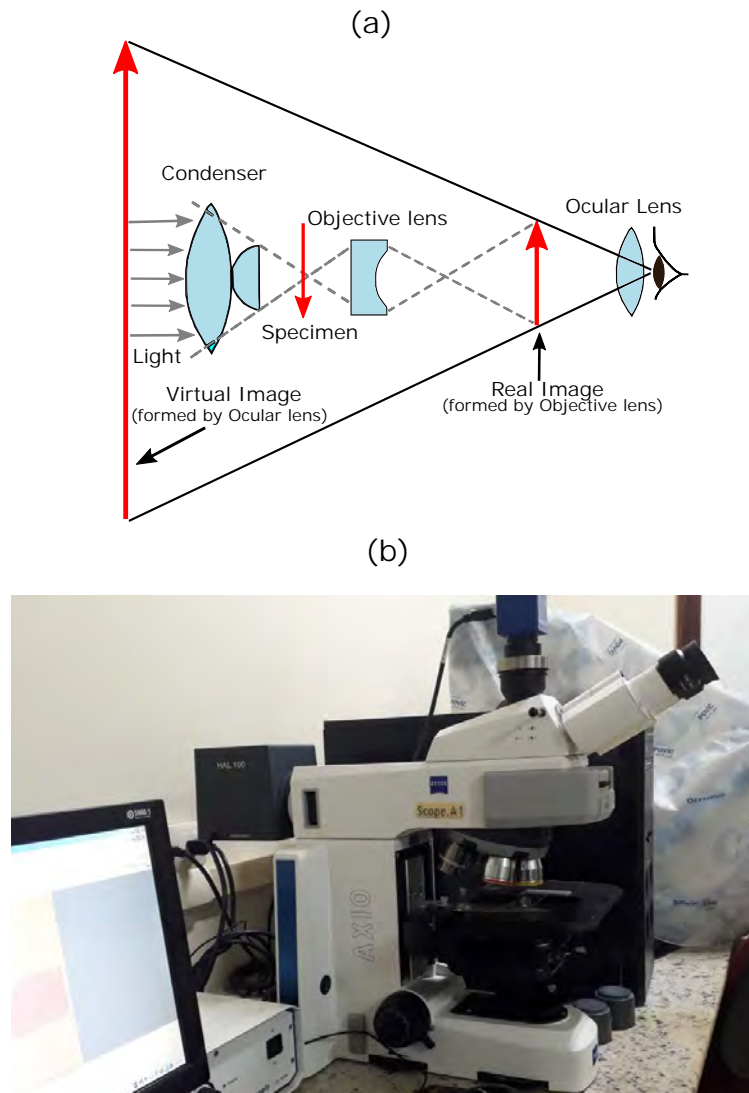 (a)
Condenser
Objective lens
Ocular Lens
Specimen
Light
Virtual Image
(formed by Ocular lens)
Real Image
(formed by Objective lens)
(b)
HAL 100
ZEISS
Scope.A1
AXIO